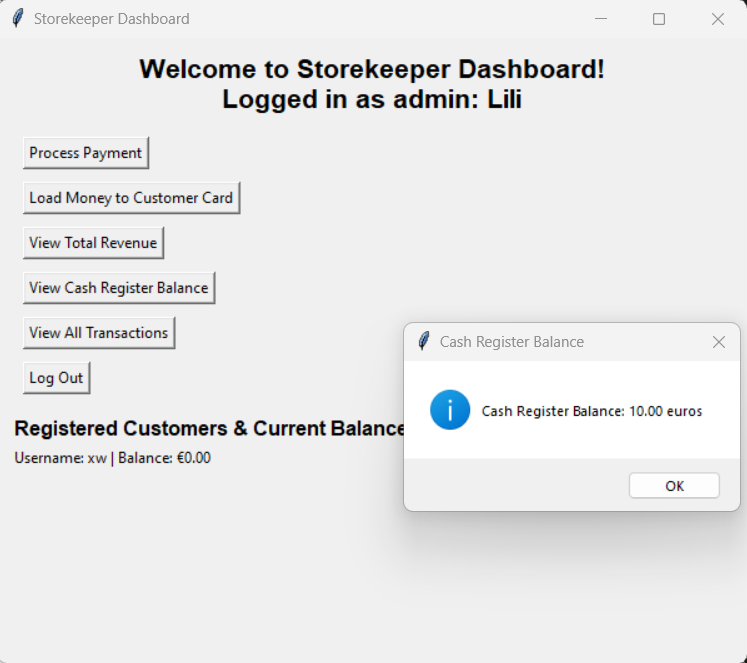 Storekeeper Dashboard
Welcome to Storekeeper Dashboard!
Logged in as admin: Lili
Process Payment
Load Money to Customer Card
View Total Revenue
View Cash Register Balance
View All Transactions
Log Out
Registered Customers & Current Balance
Username: xw | Balance: €0.00
Cash Register Balance
Cash Register Balance: 10.00 euros
OK